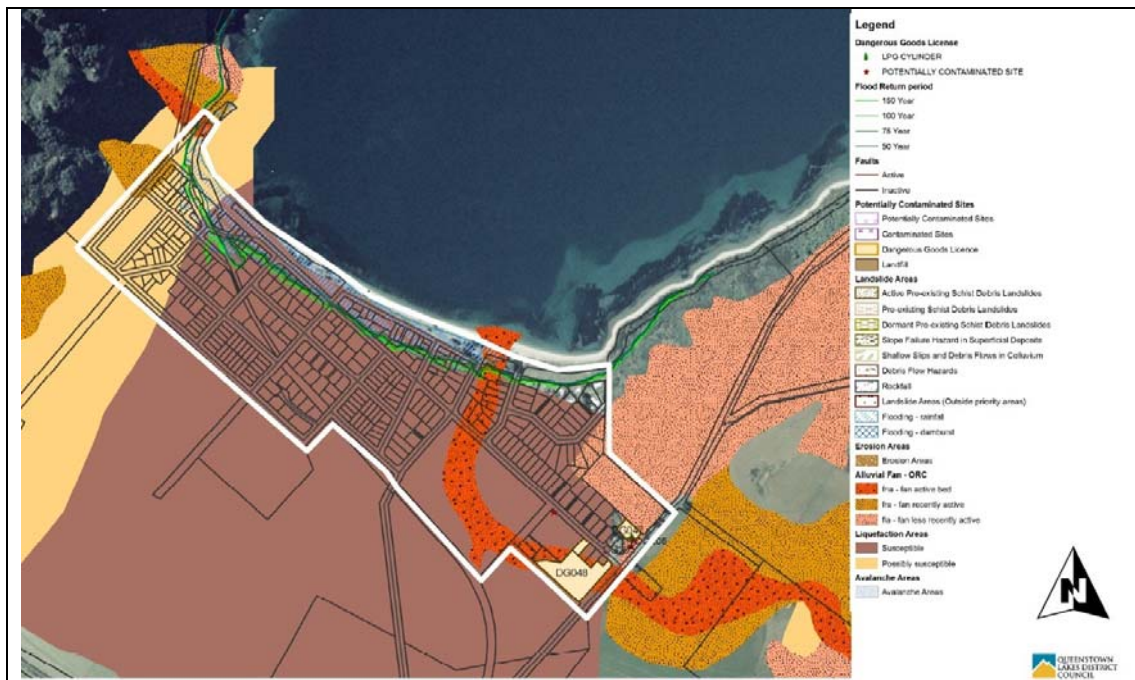 Legend
Dangerous Goods License
LPG CYLINDER
POTENTIALLY CONTAMINATED SITE
Flood Return period
150 Year
100 Year
75 Year
50 Year
Faults
Active
Inactive
Potentially Contaminated Sites
Potentially Contaminated Sites
Contaminated Sites
Dangerous Goods Licence
Landfill
Landslide Areas
Active Pre-existing Schist Debris Landslides
Pre-existing Schist Debris Landslides
Dormant Pre-existing Schist Debris Landslides
Slope Failure Hazard in Superficial Deposits
Shallow Slips and Debris Flows in Colluvium
Debris Flow Hazards
Rockfall
Landslide Areas (Outside priority areas)
Flooding - rainfall
Flooding - damburst
Erosion Areas
Erosion Areas
Alluvial Fan - ORC
fna - fan active bed
fra - fan recently active
fla - fan less recently active
Liquefaction Areas
Susceptible
Possibly susceptible
Avalanche Areas
Avalanche Areas
DG048
N
QUEENSTOWN
LAKES DISTRICT
COUNCIL